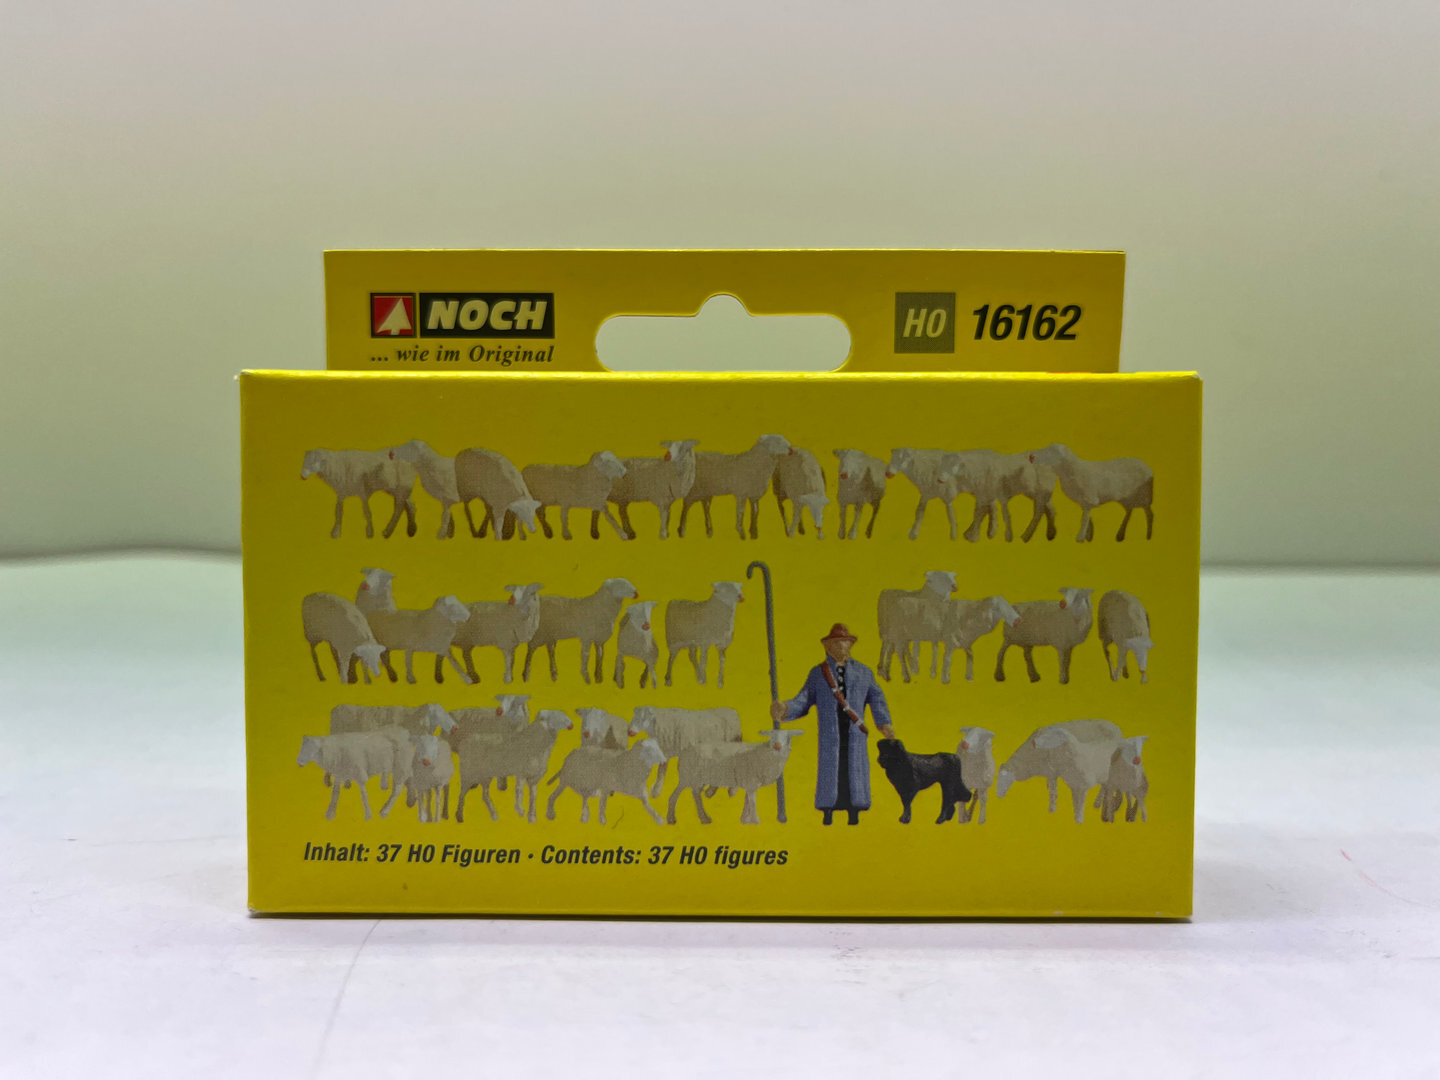 NOCH
... wie im Original
H0 16162
Inhalt: 37 H0 Figuren · Contents: 37 H0 figures